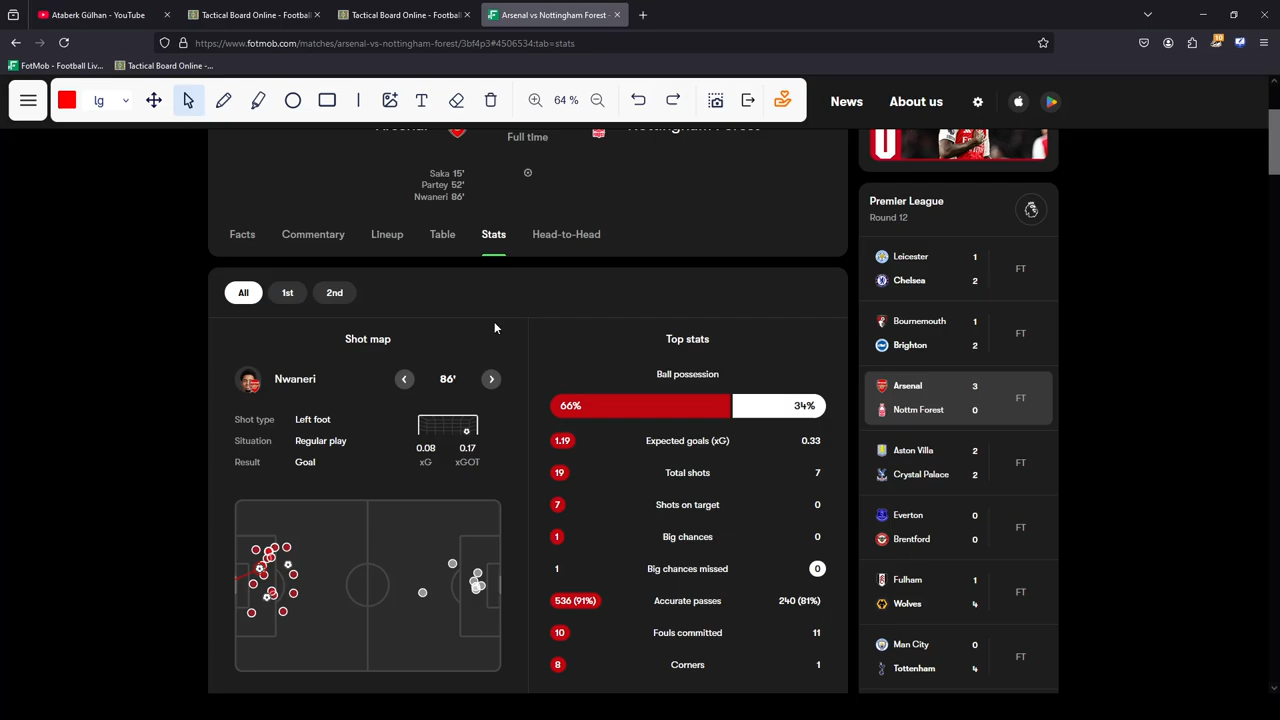 Ataberk Gülhan - YouTube
Tactical Board Online - Footbal
Tactical Board Online - Footbal
Arsenal vs Nottingham Forest -
https://www.fotmob.com/matches/arsenal-vs-nottingham-forest/3bf4p3#4506534:tab=stats
10
FotMob - Football Liv...
Tactical Board Online -...
lg
64 %
News
About us
Arsenal
Full time
Nottingham Forest
Saka 15'
Partey 52'
Nwaneri 86'
Facts
Commentary
Lineup
Table
Stats
Head-to-Head
All
1st
2nd
Shot map
Nwaneri
86'
Shot type
Left foot
Situation
Regular play
Result
Goal
0.08
0.17
xG
xGOT
Top stats
Ball possession
66%
34%
1.19
Expected goals (xG)
0.33
19
Total shots
7
7
Shots on target
0
1
Big chances
0
1
Big chances missed
0
536 (91%)
Accurate passes
240 (81%)
10
Fouls committed
11
8
Corners
1
Premier League
Round 12
Leicester
1
Chelsea
2
FT
Bournemouth
1
Brighton
2
FT
Arsenal
3
Nottm Forest
0
FT
Aston Villa
2
Crystal Palace
2
FT
Everton
0
Brentford
0
FT
Fulham
1
Wolves
4
FT
Man City
0
Tottenham
4
FT